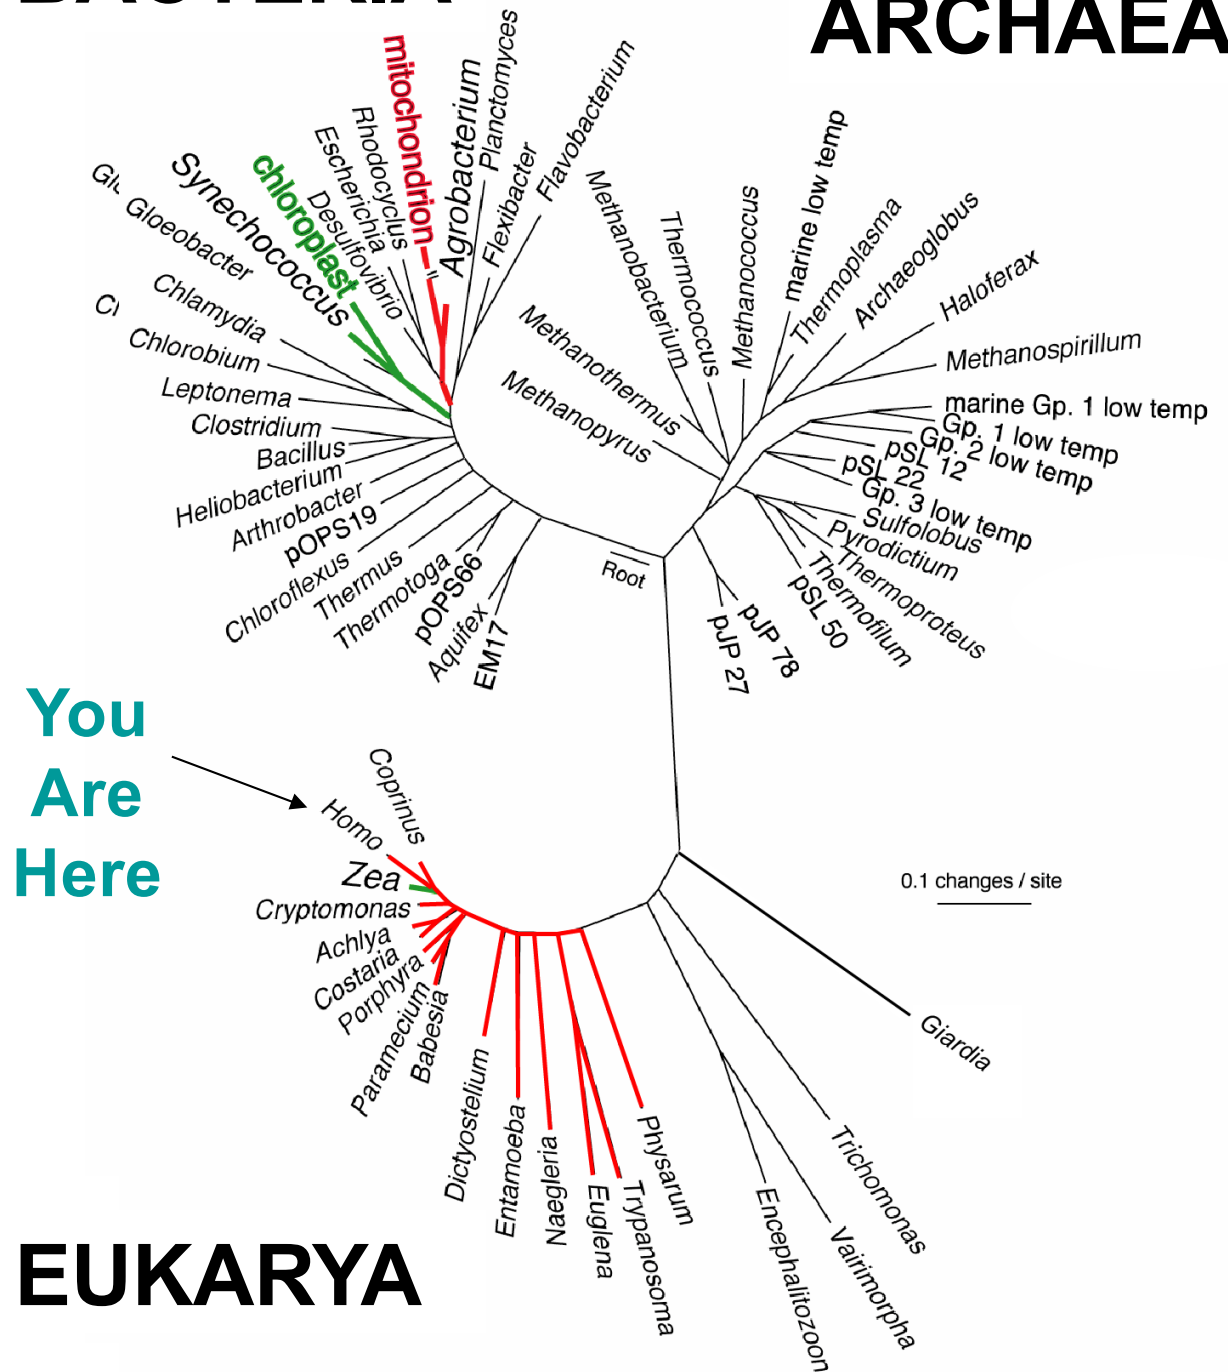 BACTERIA
ARCHAEA
mitochondrion
Agrobacterium
Planctomyces
Flavobacterium
Flexibacter
Rhodocyclus
Escherichia
Desulfovibrio
chloroplast
Synechococcus
Gloeobacter
Chlamydia
Chlorobium
Leptonema
Clostridium
Bacillus
Heliobacterium
Arthrobacter
pOPS19
Chloroflexus
Thermus
Thermotoga
pOPS66
Aquifex
EM17
Root
Methanopyrus
Methanothermus
Methanobacterium
Thermococcus
Methanococcus
marine low temp
Thermoplasma
Archaeoglobus
Haloferax
Methanospirillum
marine Gp. 1 low temp
Gp. 1 low temp
Gp. 2 low temp
pSL 12
pSL 22
Gp. 3 low temp
Sulfolobus
Pyrodictium
Thermoproteus
Thermofilum
pSL 50
pJP 78
pJP 27
You
Are
Here
Coprinus
Homo
Zea
Cryptomonas
Achlya
Costaria
Porphyra
Paramecium
Babesia
Dictyostelium
Entamoeba
Naegleria
Euglena
Trypanosoma
Physarum
Encephalitozoon
Vairimorpha
Trichomonas
Giardia
0.1 changes / site
EUKARYA